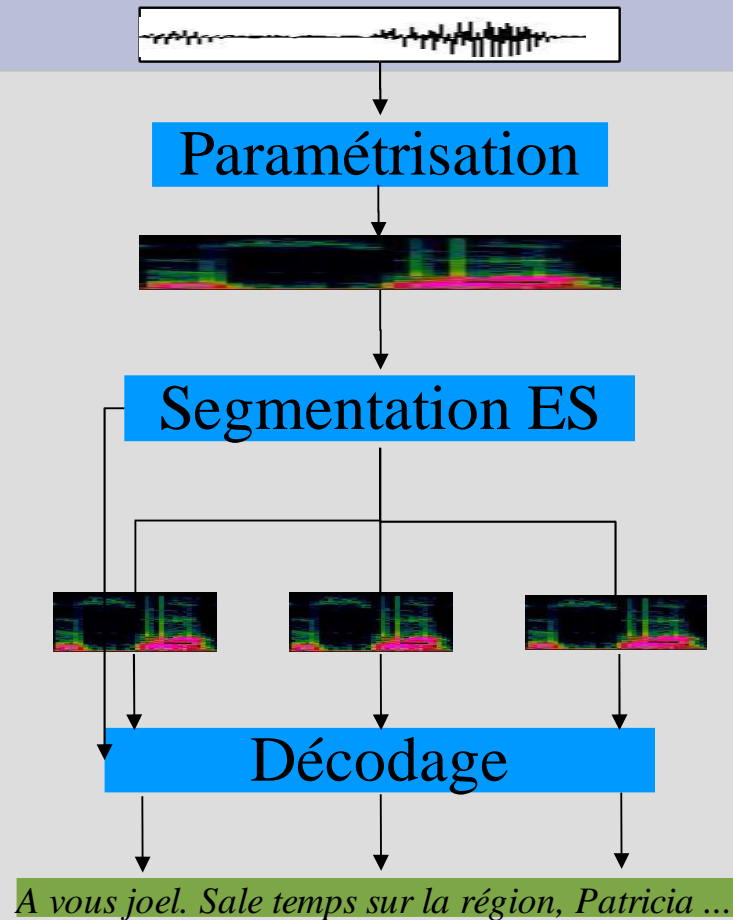 Paramétrisation
Segmentation ES
Décodage
A vous joel. Sale temps sur la région, Patricia ...